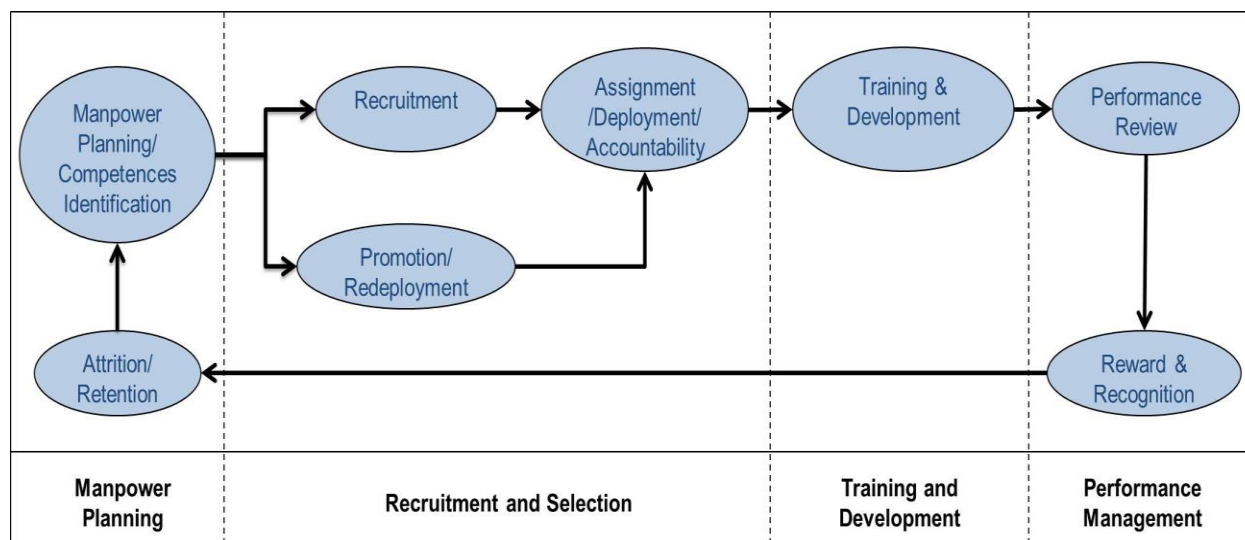 Manpower
Planning/
Competences
Identification
Recruitment
Assignment
/Deployment/
Accountability
Training &
Development
Performance
Review
Promotion/
Redeployment
Attrition/
Retention
Reward &
Recognition
Manpower
Planning
Recruitment and Selection
Training and
Development
Performance
Management